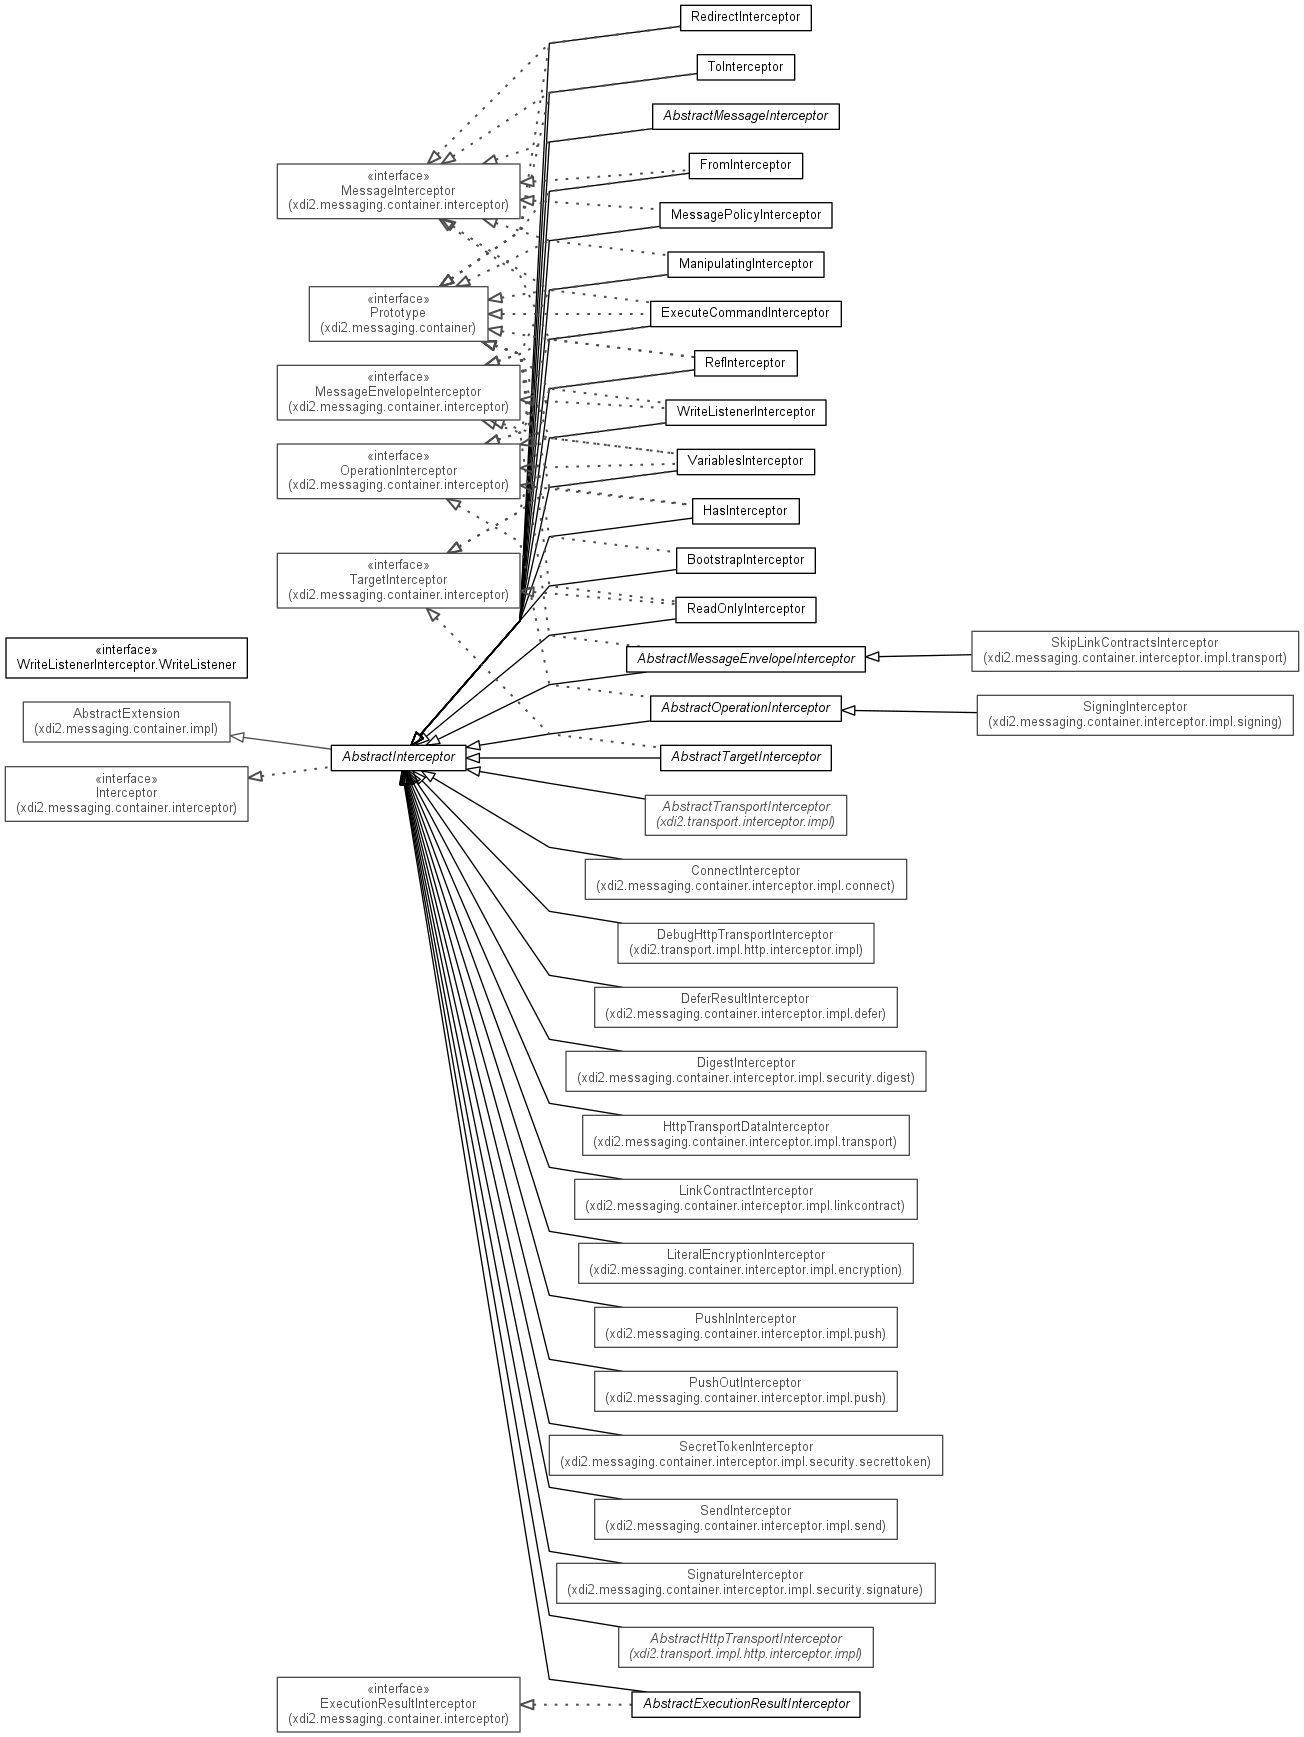 RedirectInterceptor
ToInterceptor
AbstractMessageInterceptor
FromInterceptor
«interface»
MessageInterceptor
(xdi2.messaging.container.interceptor)
MessagePolicyInterceptor
ManipulatingInterceptor
«interface»
Prototype
(xdi2.messaging.container)
ExecuteCommandInterceptor
RefInterceptor
«interface»
MessageEnvelopeInterceptor
(xdi2.messaging.container.interceptor)
WriteListenerInterceptor
«interface»
OperationInterceptor
(xdi2.messaging.container.interceptor)
VariablesInterceptor
HasInterceptor
BootstrapInterceptor
«interface»
TargetInterceptor
(xdi2.messaging.container.interceptor)
ReadOnlyInterceptor
«interface»
WriteListenerInterceptor.WriteListener
AbstractMessageEnvelopeInterceptor
SkipLinkContractsInterceptor
(xdi2.messaging.container.interceptor.impl.transport)
AbstractExtension
(xdi2.messaging.container.impl)
AbstractOperationInterceptor
SigningInterceptor
(xdi2.messaging.container.interceptor.impl.signing)
AbstractInterceptor
AbstractTargetInterceptor
«interface»
Interceptor
(xdi2.messaging.container.interceptor)
AbstractTransportInterceptor
(xdi2.transport.interceptor.impl)
ConnectInterceptor
(xdi2.messaging.container.interceptor.impl.connect)
DebugHttpTransportInterceptor
(xdi2.transport.impl.http.interceptor.impl)
DeferResultInterceptor
(xdi2.messaging.container.interceptor.impl.defer)
DigestInterceptor
(xdi2.messaging.container.interceptor.impl.security.digest)
HttpTransportDataInterceptor
(xdi2.messaging.container.interceptor.impl.transport)
LinkContractInterceptor
(xdi2.messaging.container.interceptor.impl.linkcontract)
LiteralEncryptionInterceptor
(xdi2.messaging.container.interceptor.impl.encryption)
PushInInterceptor
(xdi2.messaging.container.interceptor.impl.push)
PushOutInterceptor
(xdi2.messaging.container.interceptor.impl.push)
SecretTokenInterceptor
(xdi2.messaging.container.interceptor.impl.security.secrettoken)
SendInterceptor
(xdi2.messaging.container.interceptor.impl.send)
SignatureInterceptor
(xdi2.messaging.container.interceptor.impl.security.signature)
AbstractHttpTransportInterceptor
(xdi2.transport.impl.http.interceptor.impl)
«interface»
ExecutionResultInterceptor
(xdi2.messaging.container.interceptor)
AbstractExecutionResultInterceptor